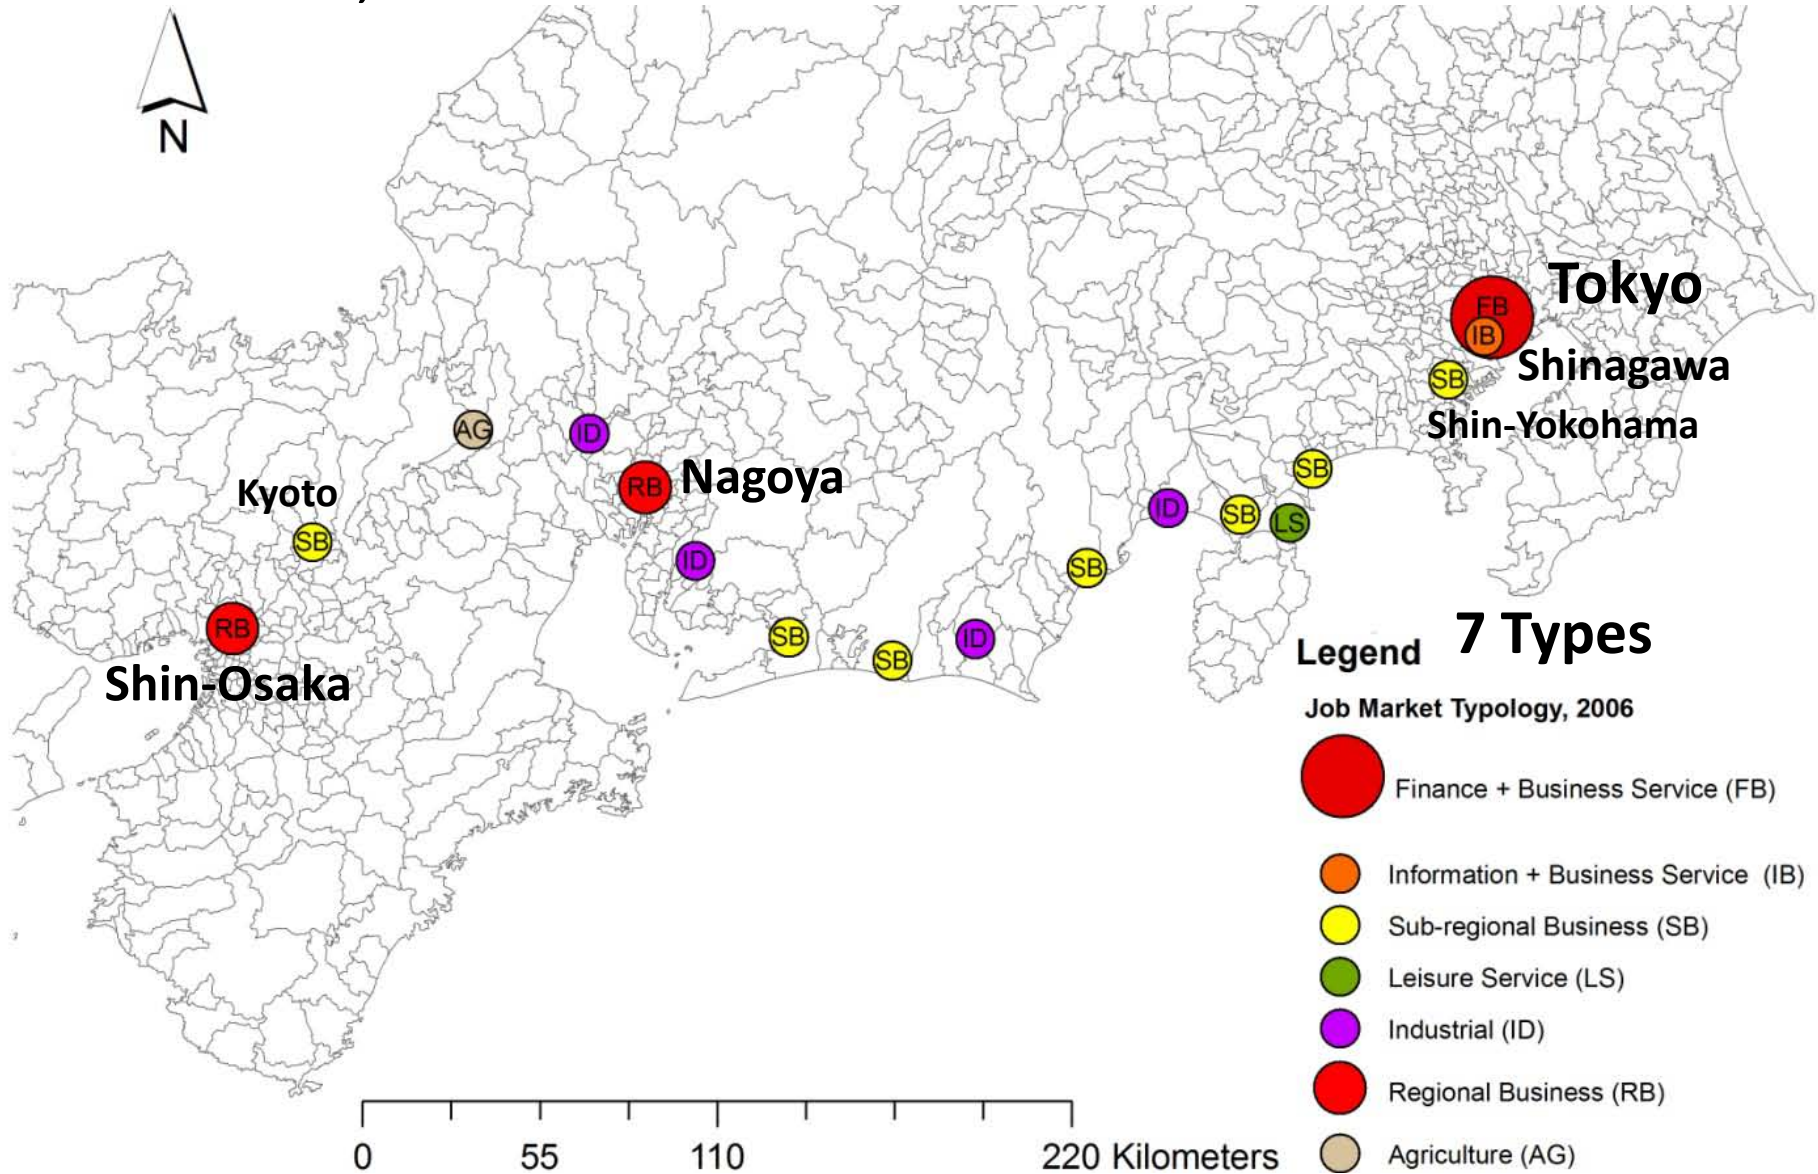 N
Tokyo
FB
IB
Shinagawa
SB
Shin-Yokohama
AG
ID
SB
Nagoya
RB
Kyoto
ID
SB
LS
SB
ID
SB
RB
SB
ID
SB
Shin-Osaka
Legend 7 Types
Job Market Typology, 2006
Finance + Business Service (FB)
Information + Business Service (IB)
Sub-regional Business (SB)
Leisure Service (LS)
Industrial (ID)
Regional Business (RB)
Agriculture (AG)
0 55 110 220 Kilometers